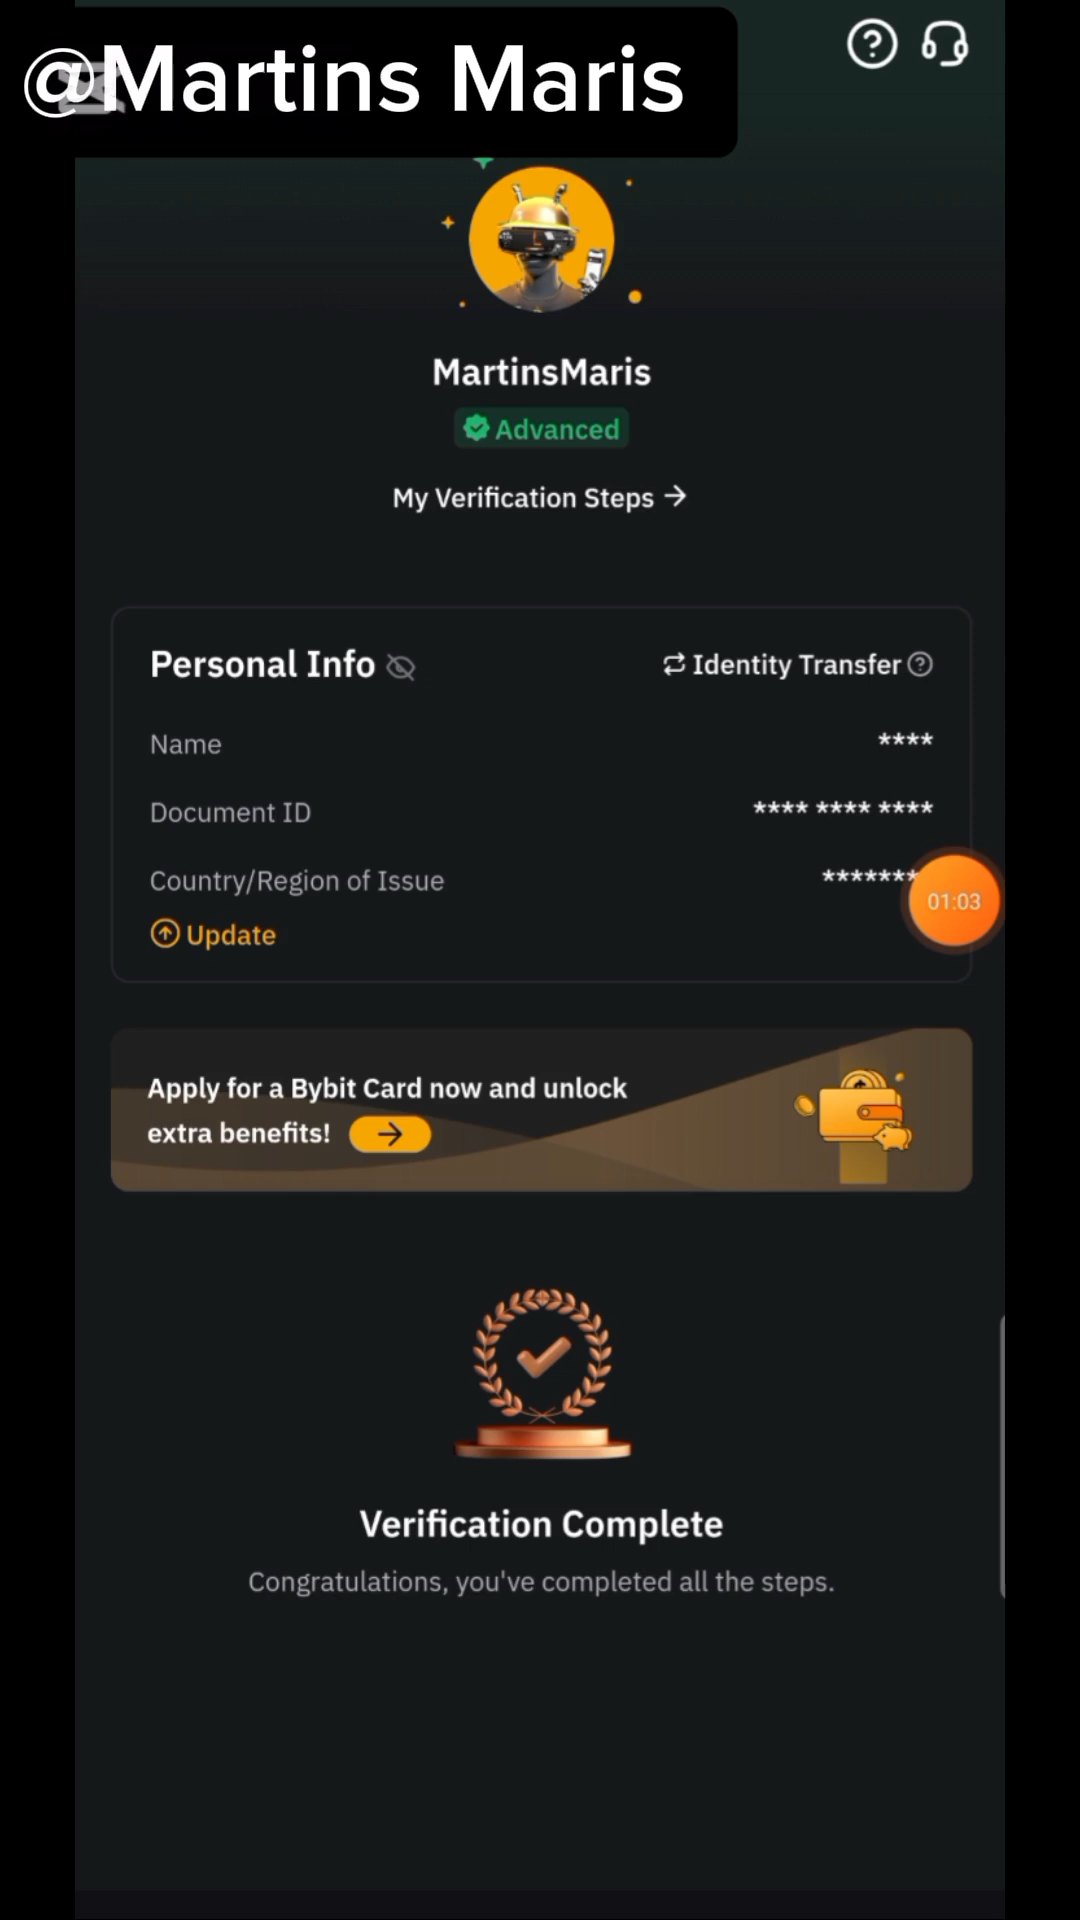 @Martins Maris
MartinsMaris
Advanced
My Verification Steps →
Personal Info
Identity Transfer
Name
****
Document ID
**** **** ****
Country/Region of Issue
*******
01:03
Update
Apply for a Bybit Card now and unlock
extra benefits! →
Verification Complete
Congratulations, you've completed all the steps.